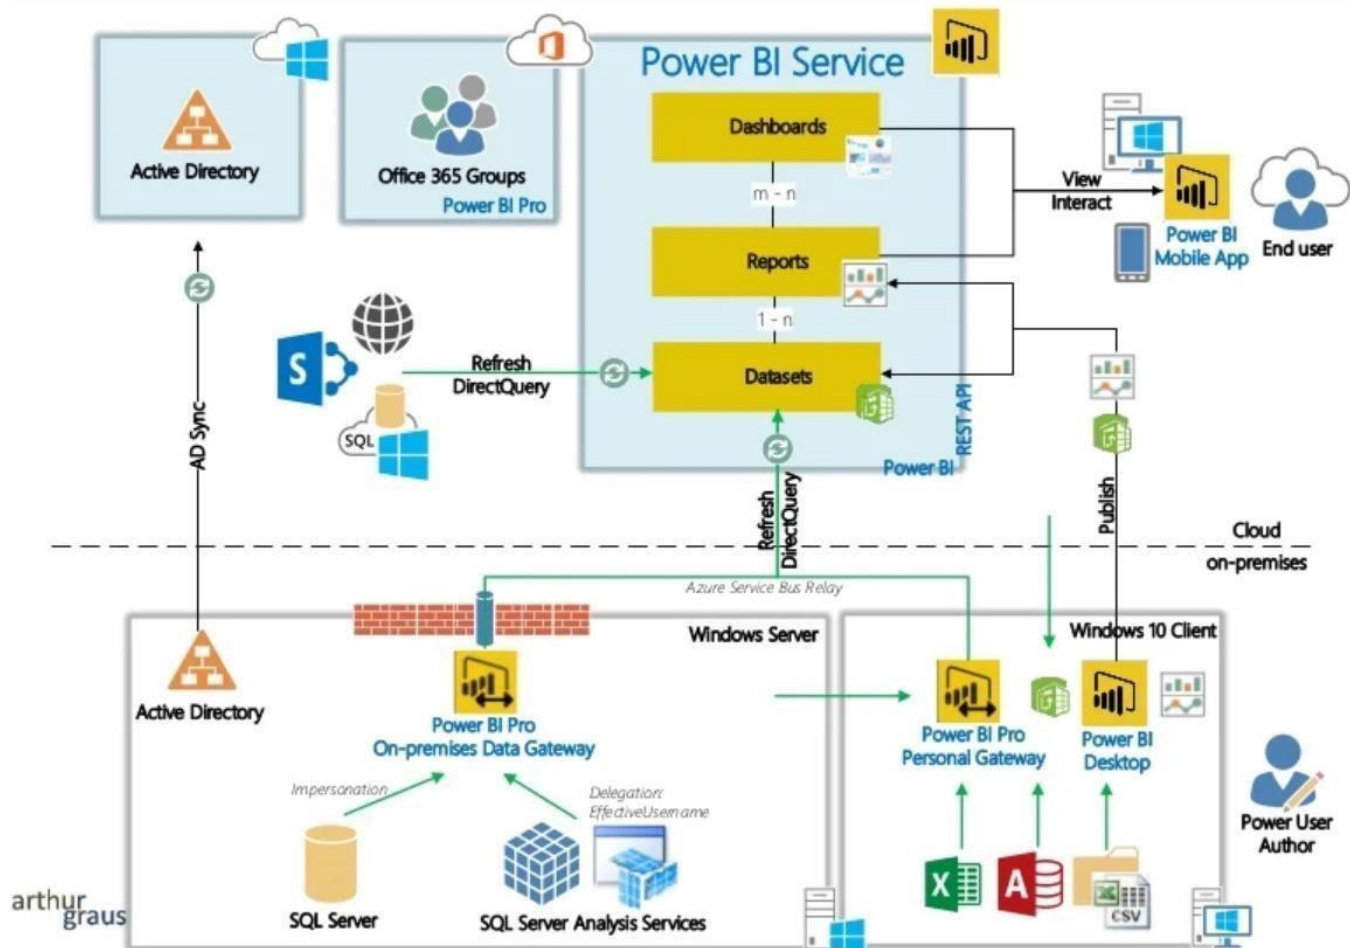 Power BI Service
Dashboards
Active Directory
Office 365 Groups
Power BI Pro
m - n
View
Interact
Reports
Power BI
Mobile App
End user
1 - n
S
Refresh
DirectQuery
Datasets
SQL
AD Sync
REST API
Power BI
Refresh
DirectQuery
Publish
Cloud
on-premises
Azure Service Bus Relay
Windows Server
Windows 10 Client
Active Directory
Power BI Pro
On-premises Data Gateway
Power BI Pro
Personal Gateway
Power BI
Desktop
Impersonation
Delegation:
EffectiveUsername
Power User
Author
X
A
X
CSV
SQL Server
SQL Server Analysis Services
arthur
graus